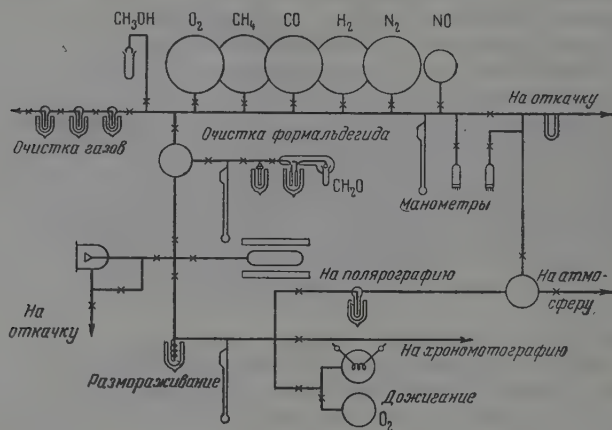 CH₃OH O₂ CH₄ CO H₂ N₂ NO
На откачку
Очистка газов
Очистка формальдегида
CH₂O
Манометры
На полярографию
На атмо-
сферу
На
откачку
На хроматографию
Размораживание
Дожигание
O₂